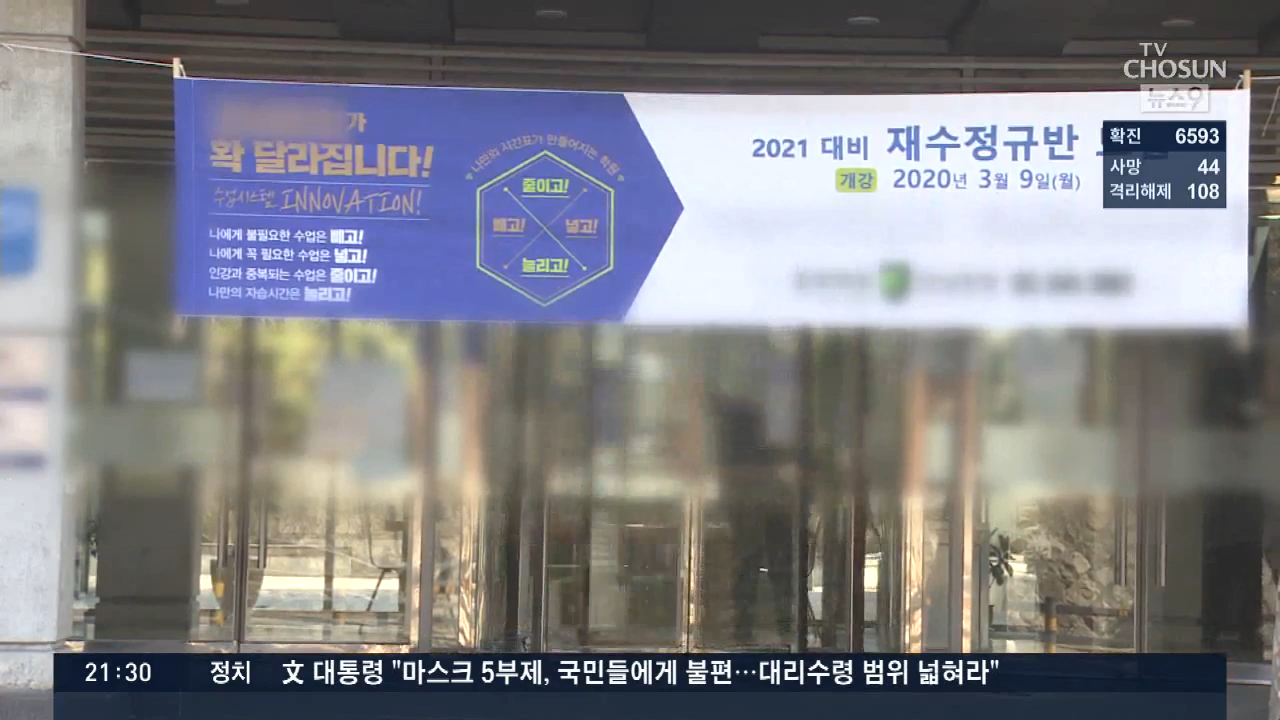 TV
CHOSUN
뉴스9
가
확 달라집니다!
수업시스템 INNOVATION!
나에게 불필요한 수업은 빼고!
나에게 꼭 필요한 수업은 넣고!
인강과 중복되는 수업은 줄이고!
나만의 자습시간은 늘리고!
나만의 시간표가 만들어지는 학원
줄이고!
빼고! 넣고!
늘리고!
2021 대비 재수정규반
개강 2020년 3월 9일(월)
확진 6593
사망 44
격리해제 108
21:30 정치 文 대통령 "마스크 5부제, 국민들에게 불편…대리수령 범위 넓혀라"